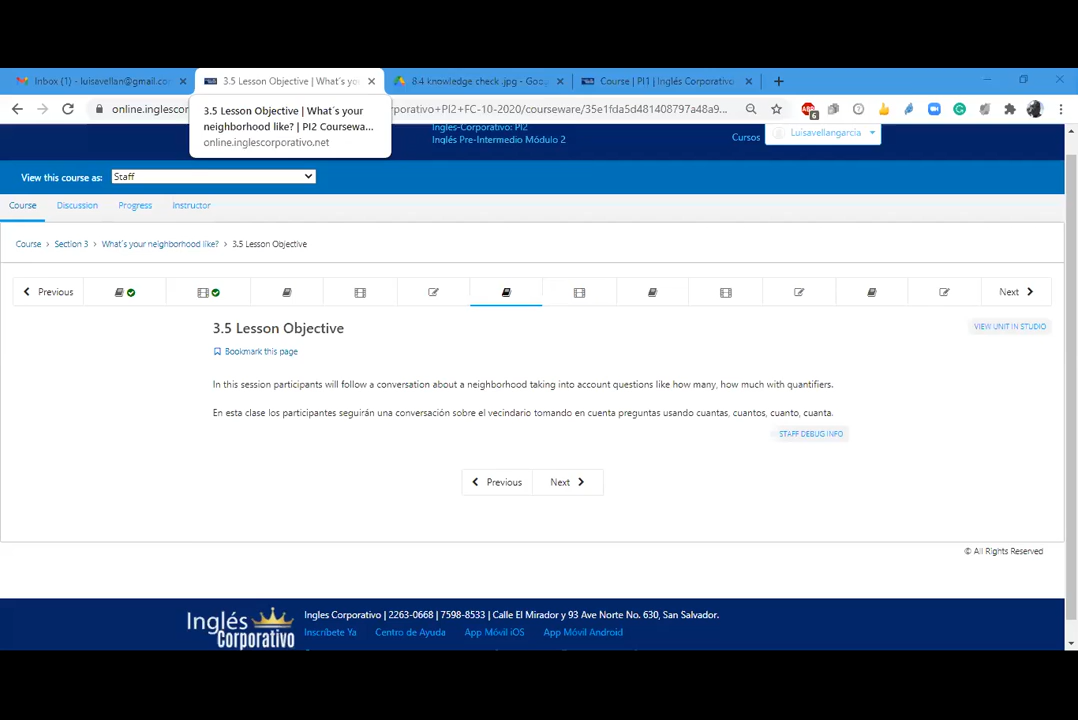 Inbox (1) - luisavellan@gmail.co
3.5 Lesson Objective | What´s yo
8.4 knowledge check .jpg - Goo
Course | PI1 | Inglés Corporativo
online.inglescor
orporativo+PI2+FC-10-2020/courseware/35e1fda5d481408797a48a9...
6
3.5 Lesson Objective | What´s your
neighborhood like? | PI2 Coursewa...
online.inglescorporativo.net
Ingles-Corporativo: PI2
Inglés Pre-Intermedio Módulo 2
Cursos
Luisavellangarcia
View this course as:
Staff
Course
Discussion
Progress
Instructor
Course > Section 3 > What's your neighborhood like? > 3.5 Lesson Objective
Previous
Next
3.5 Lesson Objective
VIEW UNIT IN STUDIO
Bookmark this page
In this session participants will follow a conversation about a neighborhood taking into account questions like how many, how much with quantifiers.
En esta clase los participantes seguirán una conversación sobre el vecindario tomando en cuenta preguntas usando cuantas, cuantos, cuanto, cuanta.
STAFF DEBUG INFO
Previous
Next
© All Rights Reserved
Inglés Corporativo
Ingles Corporativo | 2263-0668 | 7598-8533 | Calle El Mirador y 93 Ave Norte No. 630, San Salvador.
Inscríbete Ya
Centro de Ayuda
App Móvil iOS
App Móvil Android